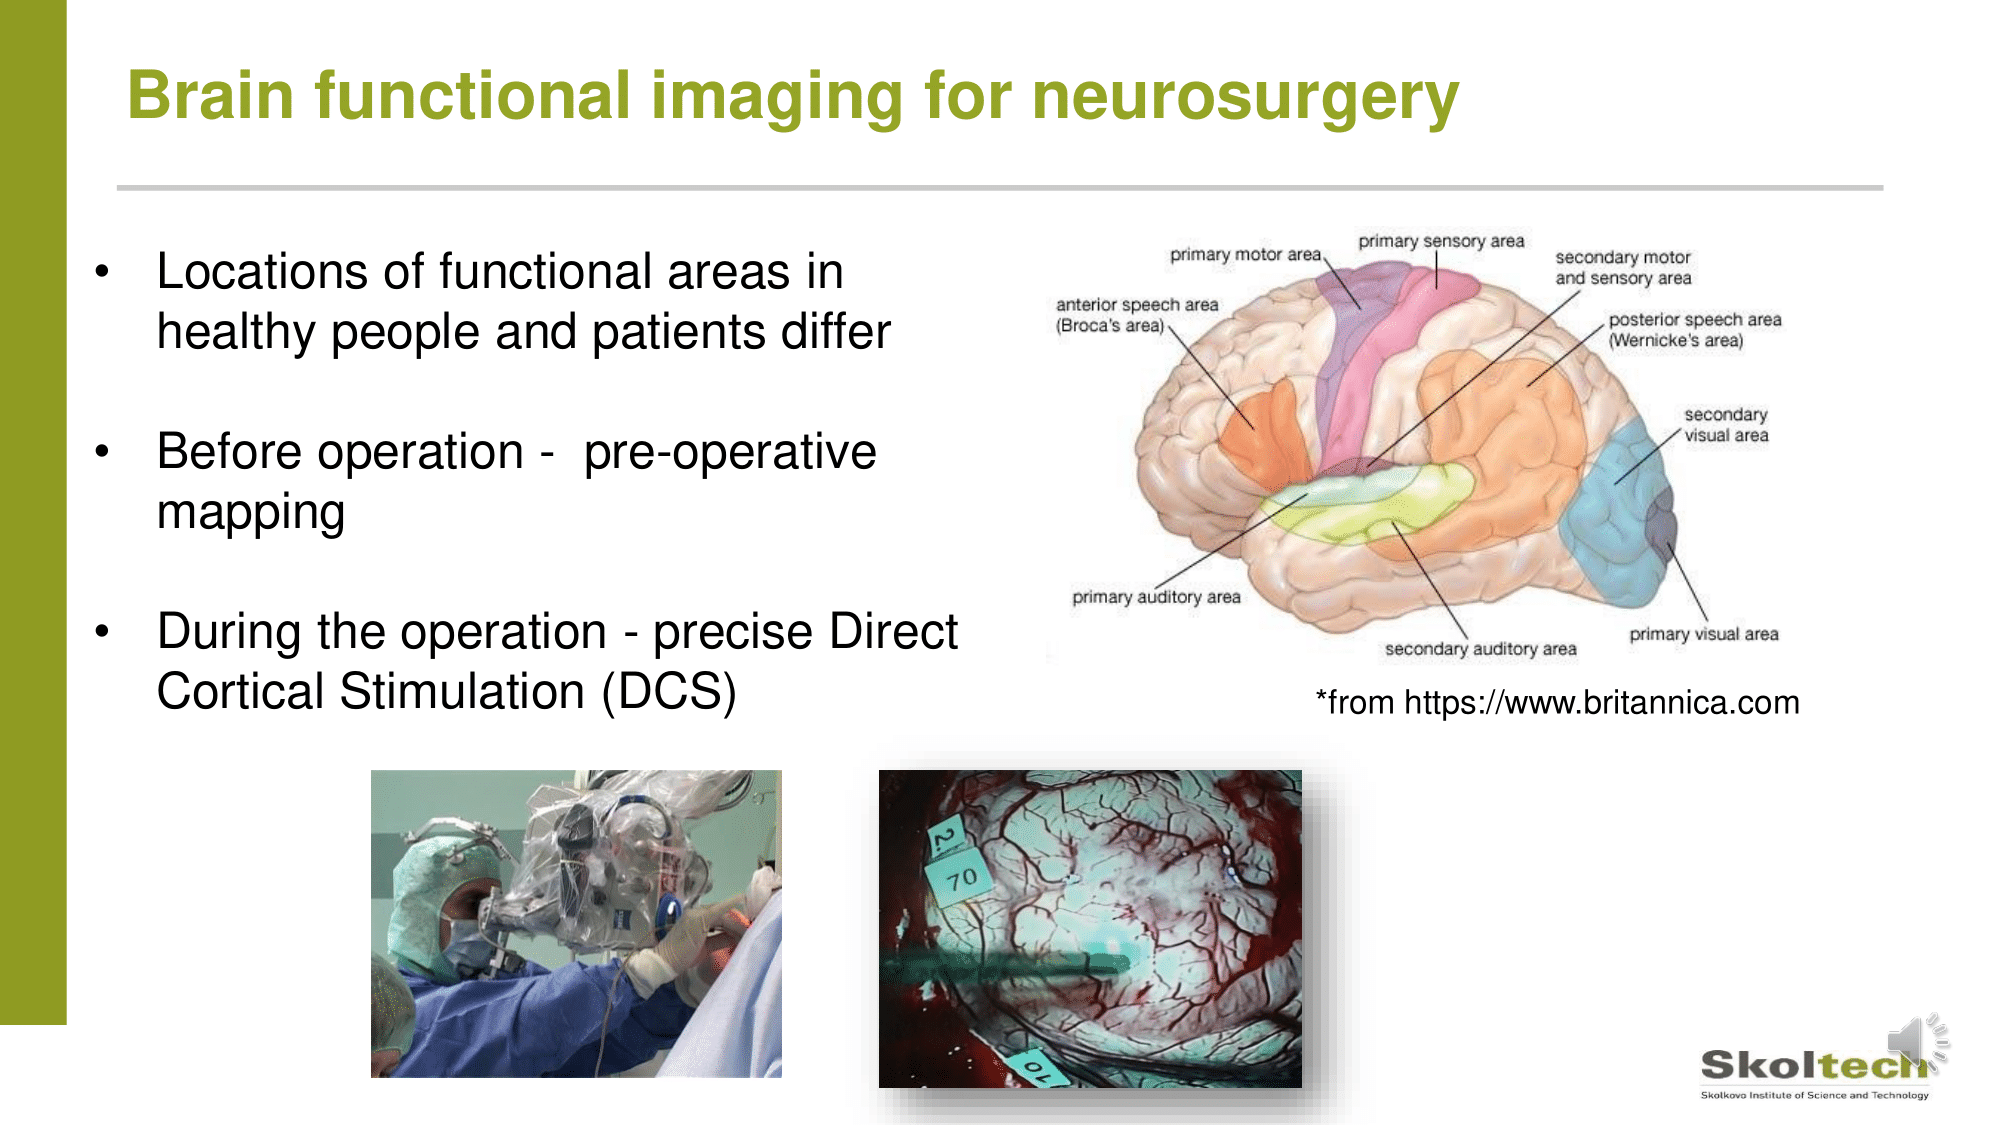 Brain functional imaging for neurosurgery
• Locations of functional areas in
healthy people and patients differ
• Before operation -  pre-operative
mapping
• During the operation - precise Direct
Cortical Stimulation (DCS)
primary motor area
primary sensory area
secondary motor
and sensory area
anterior speech area
(Broca's area)
posterior speech area
(Wernicke's area)
secondary
visual area
primary auditory area
secondary auditory area
primary visual area
*from https://www.britannica.com
2
70
10
Skoltech
Skolkovo Institute of Science and Technology